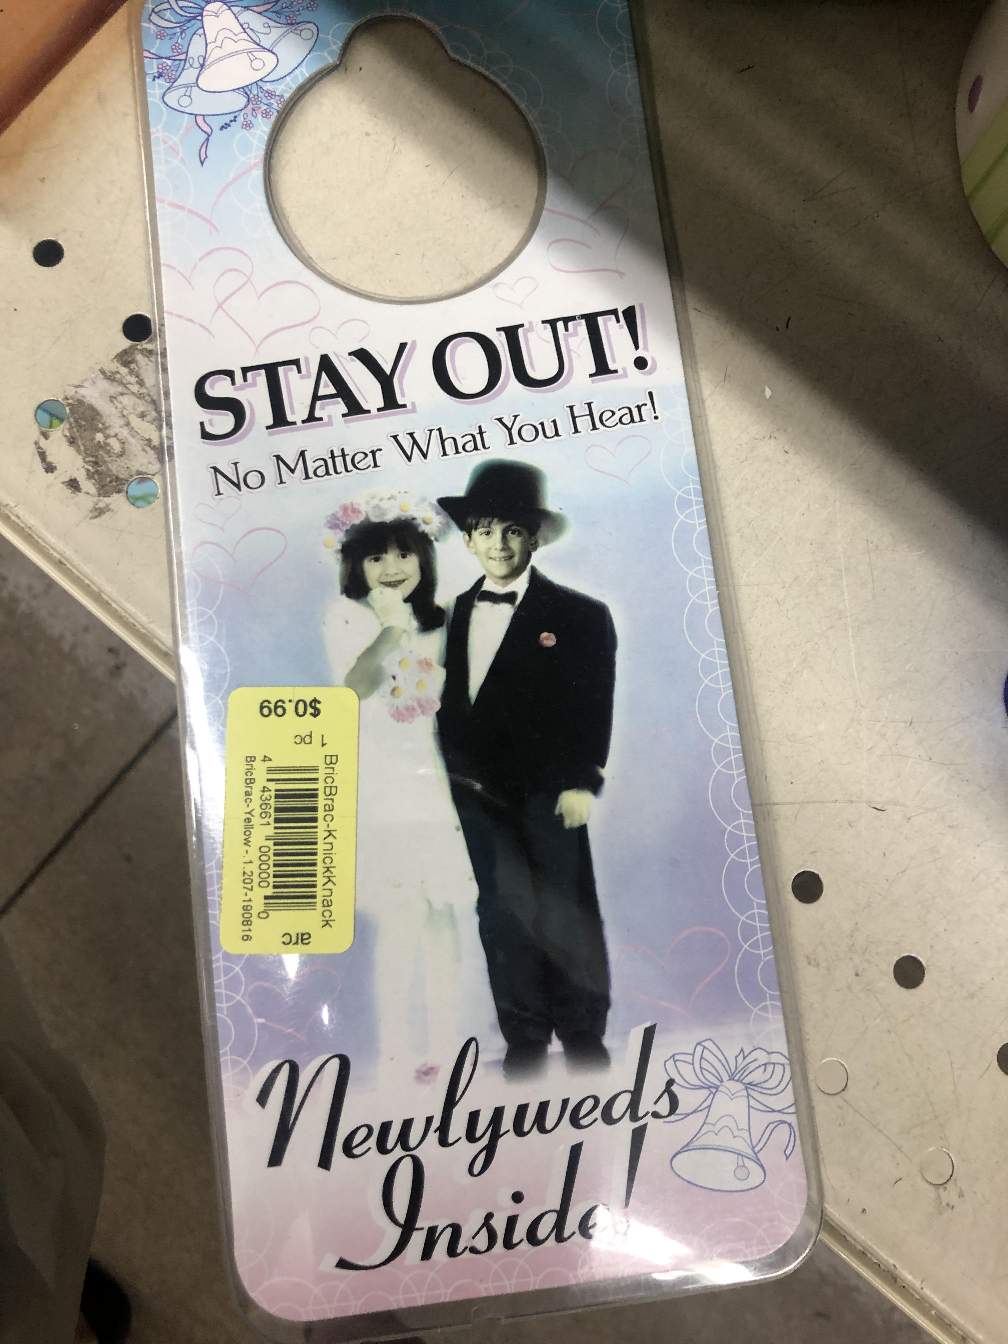 STAY OUT!
No Matter What You Hear!
$0.99
1 pc
BricBrac-KnickKnack
4 43661 00000 0
BricBrac-Yellow-.1.207-190816
arc
Newlyweds
Inside!